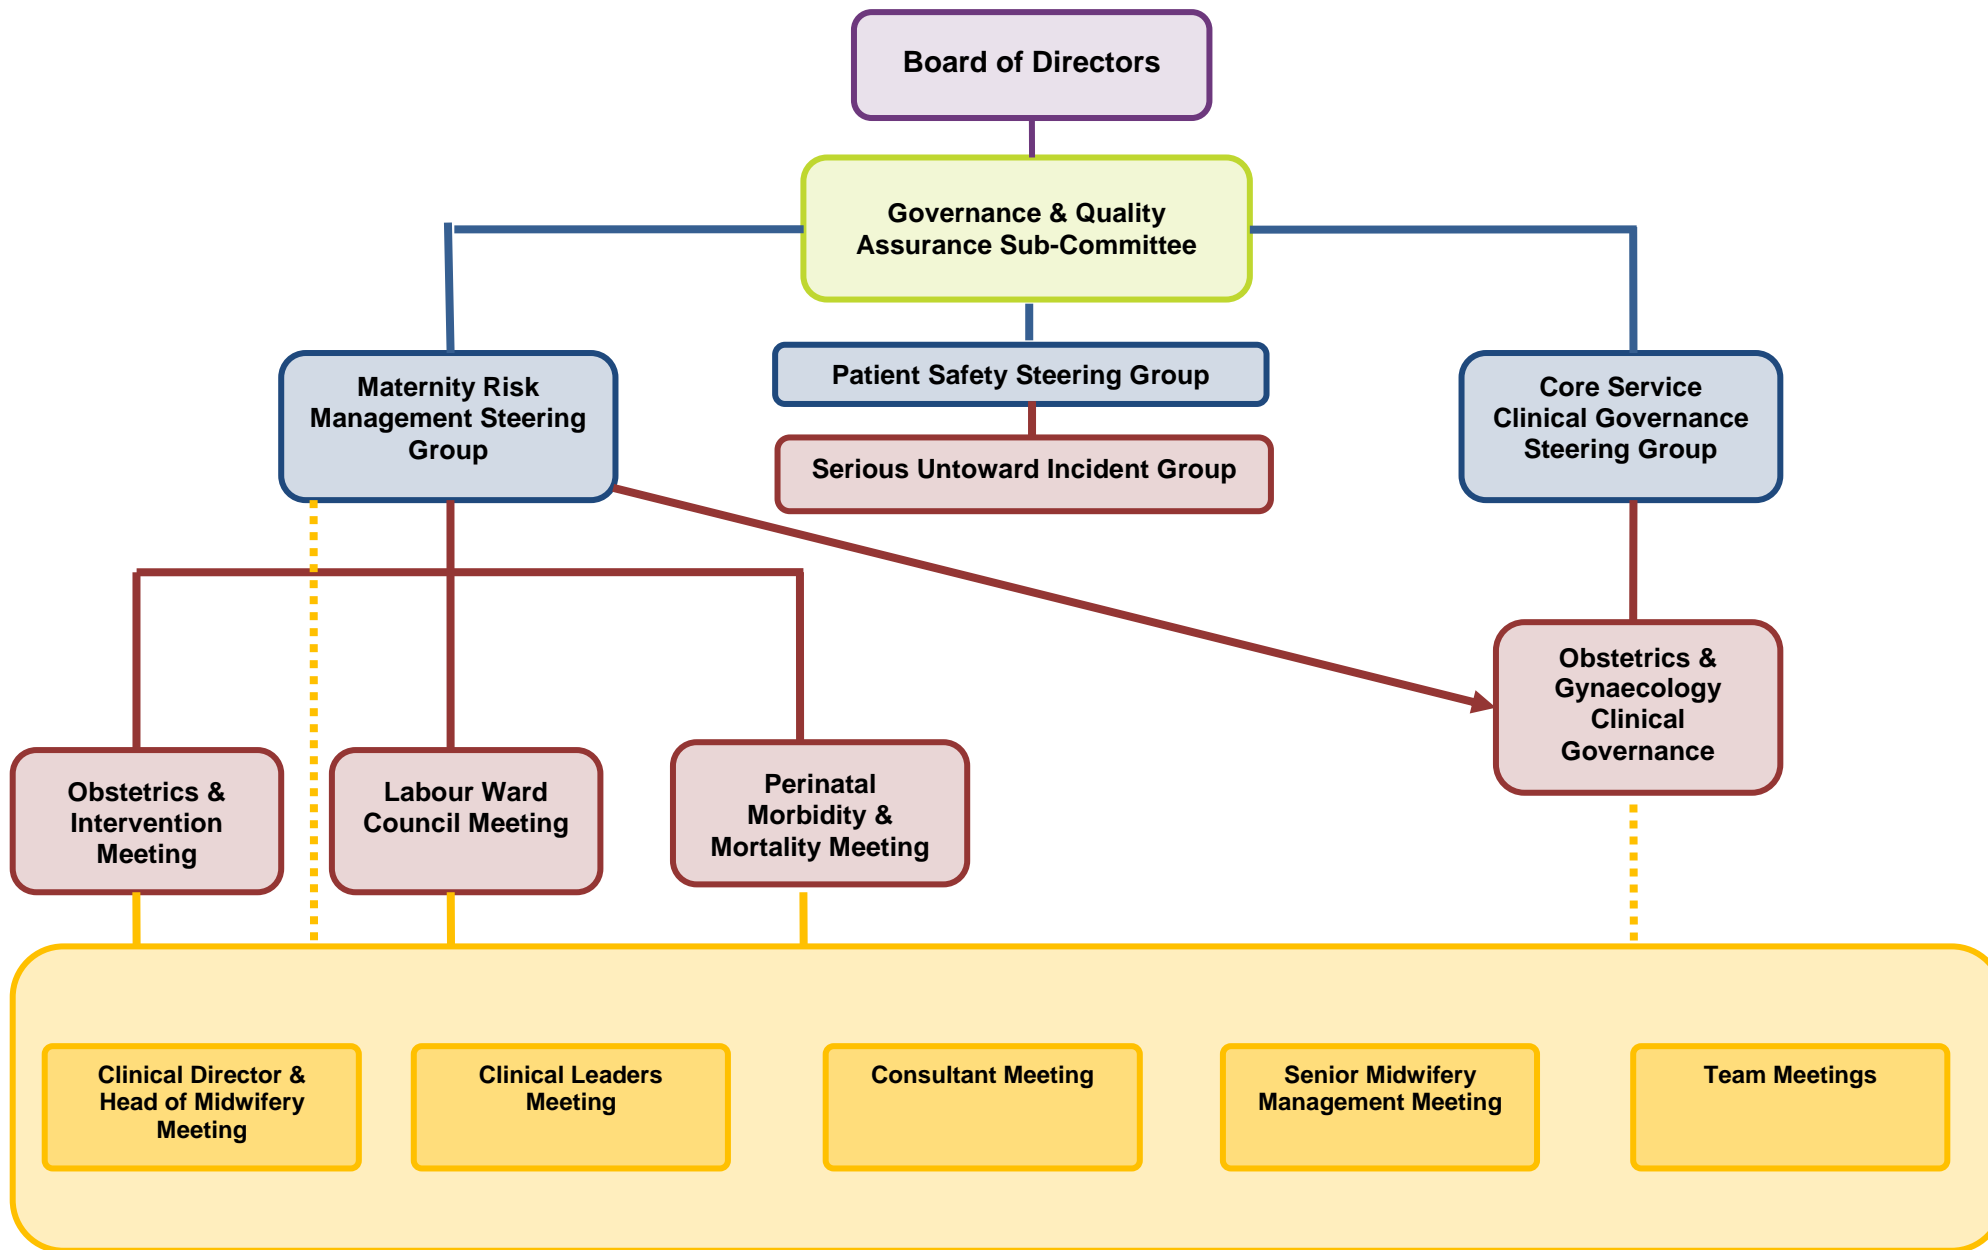 Board of Directors
Governance & Quality
Assurance Sub-Committee
Maternity Risk
Management Steering
Group
Patient Safety Steering Group
Serious Untoward Incident Group
Core Service
Clinical Governance
Steering Group
Obstetrics &
Gynaecology
Clinical
Governance
Obstetrics &
Intervention
Meeting
Labour Ward
Council Meeting
Perinatal
Morbidity &
Mortality Meeting
Clinical Director &
Head of Midwifery
Meeting
Clinical Leaders
Meeting
Consultant Meeting
Senior Midwifery
Management Meeting
Team Meetings